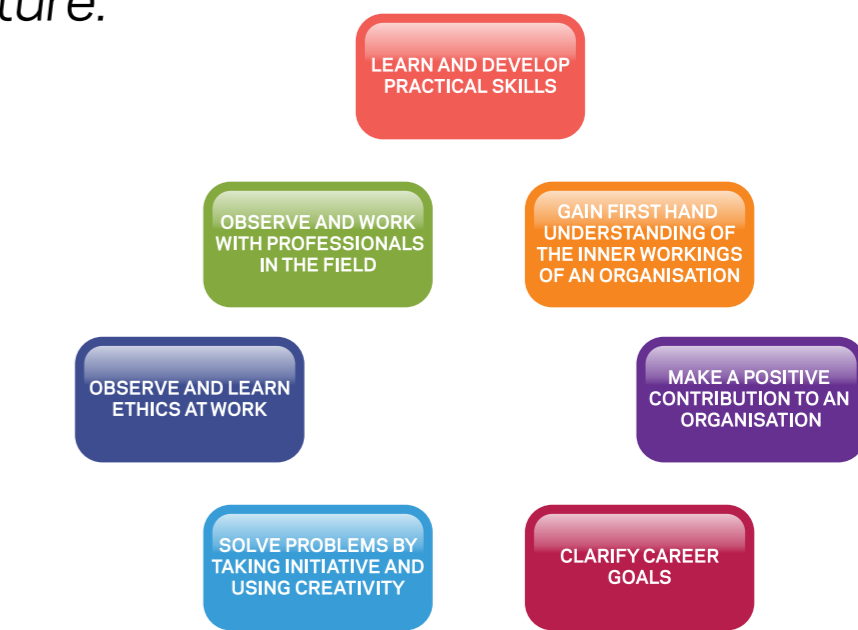 LEARN AND DEVELOP
PRACTICAL SKILLS
OBSERVE AND WORK
WITH PROFESSIONALS
IN THE FIELD
GAIN FIRST HAND
UNDERSTANDING OF
THE INNER WORKINGS
OF AN ORGANISATION
OBSERVE AND LEARN
ETHICS AT WORK
MAKE A POSITIVE
CONTRIBUTION TO AN
ORGANISATION
SOLVE PROBLEMS BY
TAKING INITIATIVE AND
USING CREATIVITY
CLARIFY CAREER
GOALS